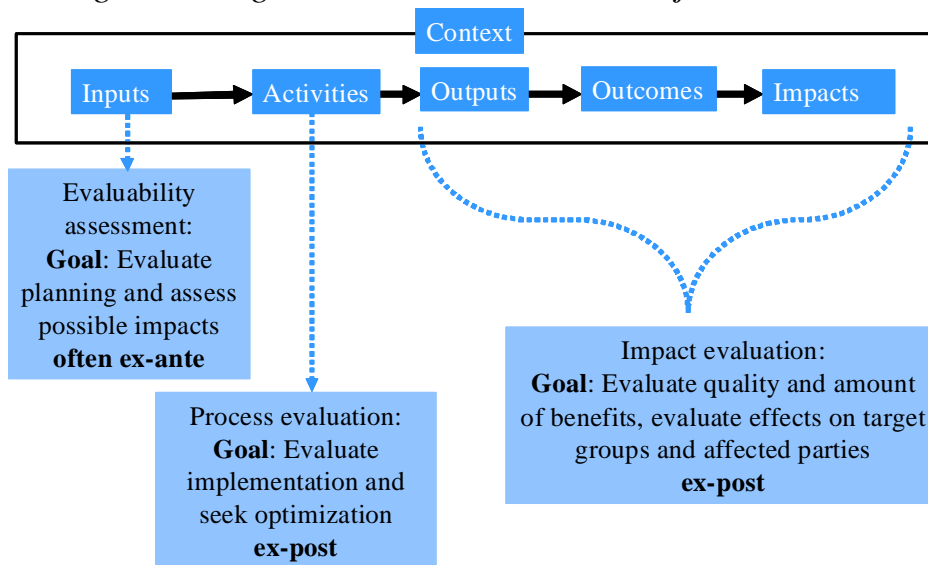 Context
Inputs
Activities
Outputs
Outcomes
Impacts
Evaluability
assessment:
Goal: Evaluate
planning and assess
possible impacts
often ex-ante
Process evaluation:
Goal: Evaluate
implementation and
seek optimization
ex-post
Impact evaluation:
Goal: Evaluate quality and amount
of benefits, evaluate effects on target
groups and affected parties
ex-post